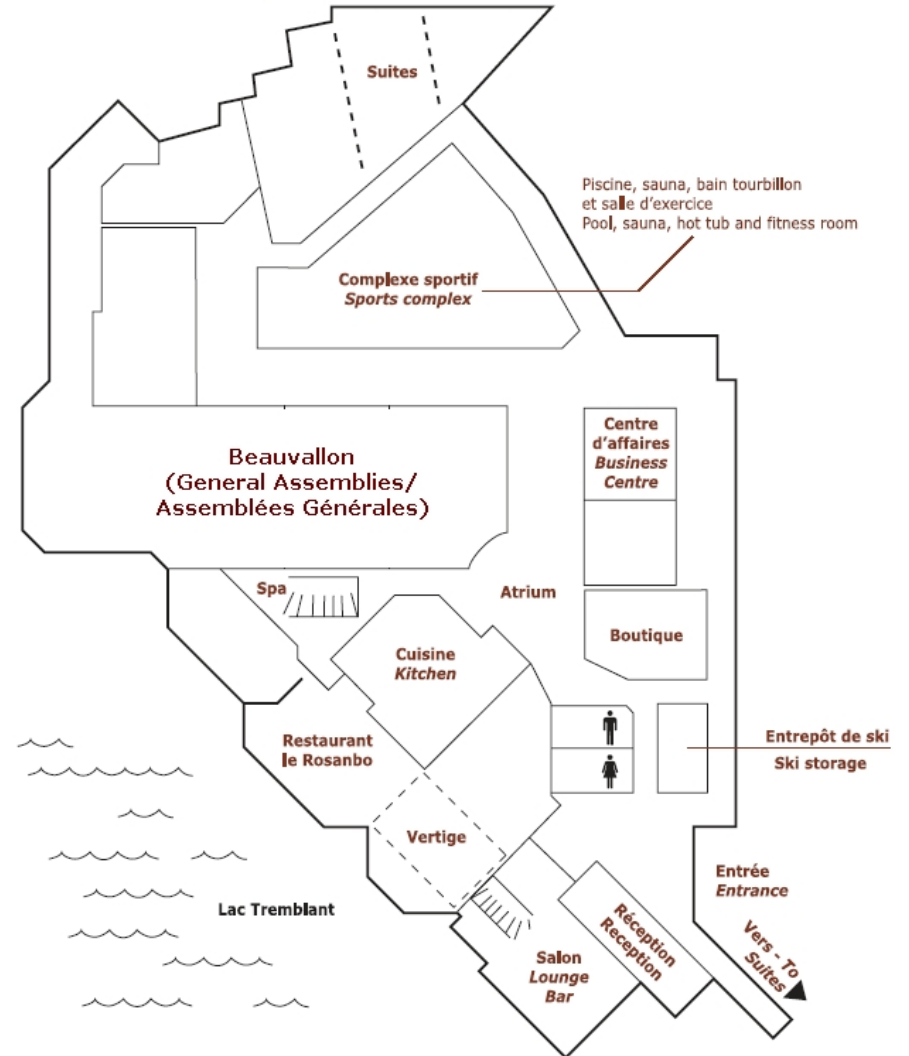 Suites
Piscine, sauna, bain tourbillon
et salle d'exercice
Pool, sauna, hot tub and fitness room
Complexe sportif
Sports complex
Centre
d'affaires
Business
Centre
Beauvallon
(General Assemblies/
Assemblées Générales)
Spa
Atrium
Boutique
Cuisine
Kitchen
Restaurant
le Rosanbo
Entrepôt de ski
Ski storage
Vertige
Entrée
Entrance
Lac Tremblant
Réception
Reception
Vers - To
Suites
Salon
Lounge
Bar